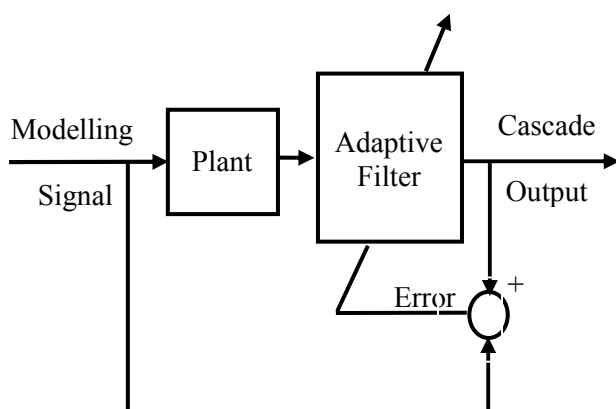 Modelling
Signal
Plant
Adaptive
Filter
Cascade
Output
Error
+